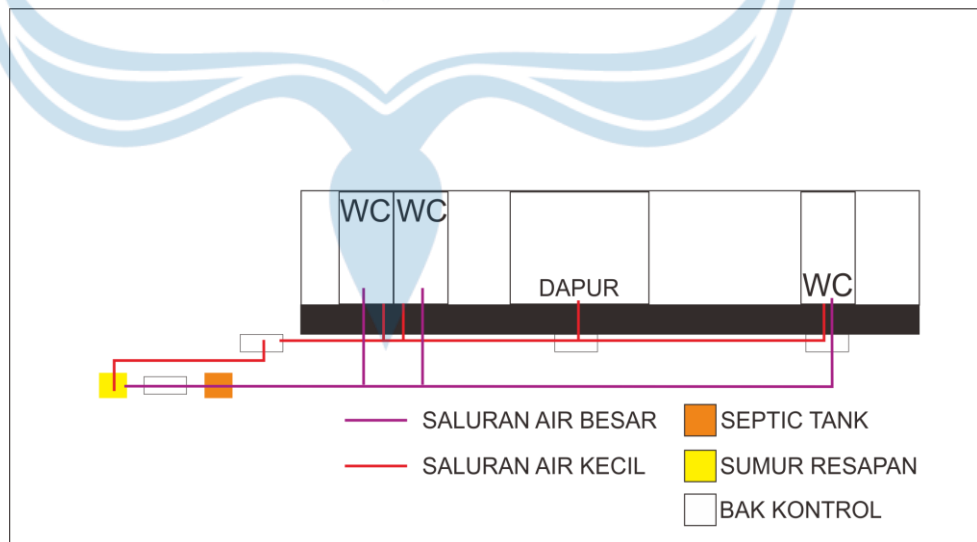 WC WC
DAPUR
WC
SALURAN AIR BESAR
SALURAN AIR KECIL
SEPTIC TANK
SUMUR RESAPAN
BAK KONTROL